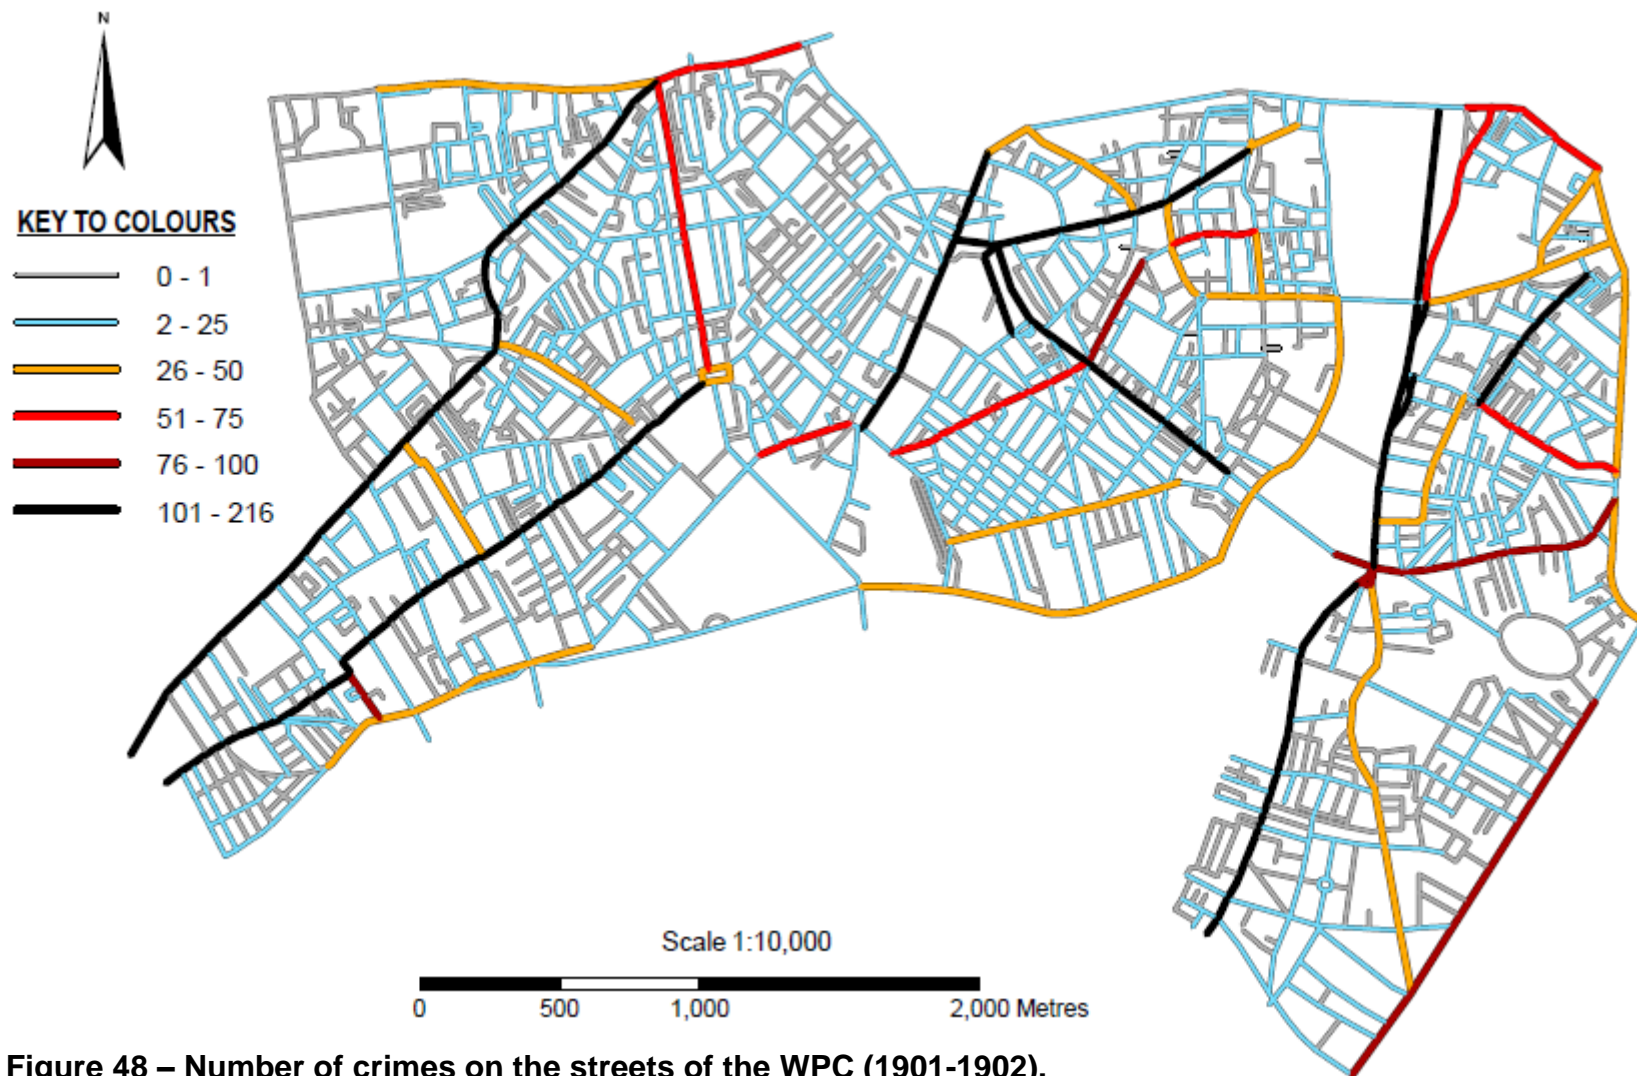 N
KEY TO COLOURS
0 - 1
2 - 25
26 - 50
51 - 75
76 - 100
101 - 216
Scale 1:10,000
0 500 1,000 2,000 Metres
Figure 48 – Number of crimes on the streets of the WPC (1901-1902).